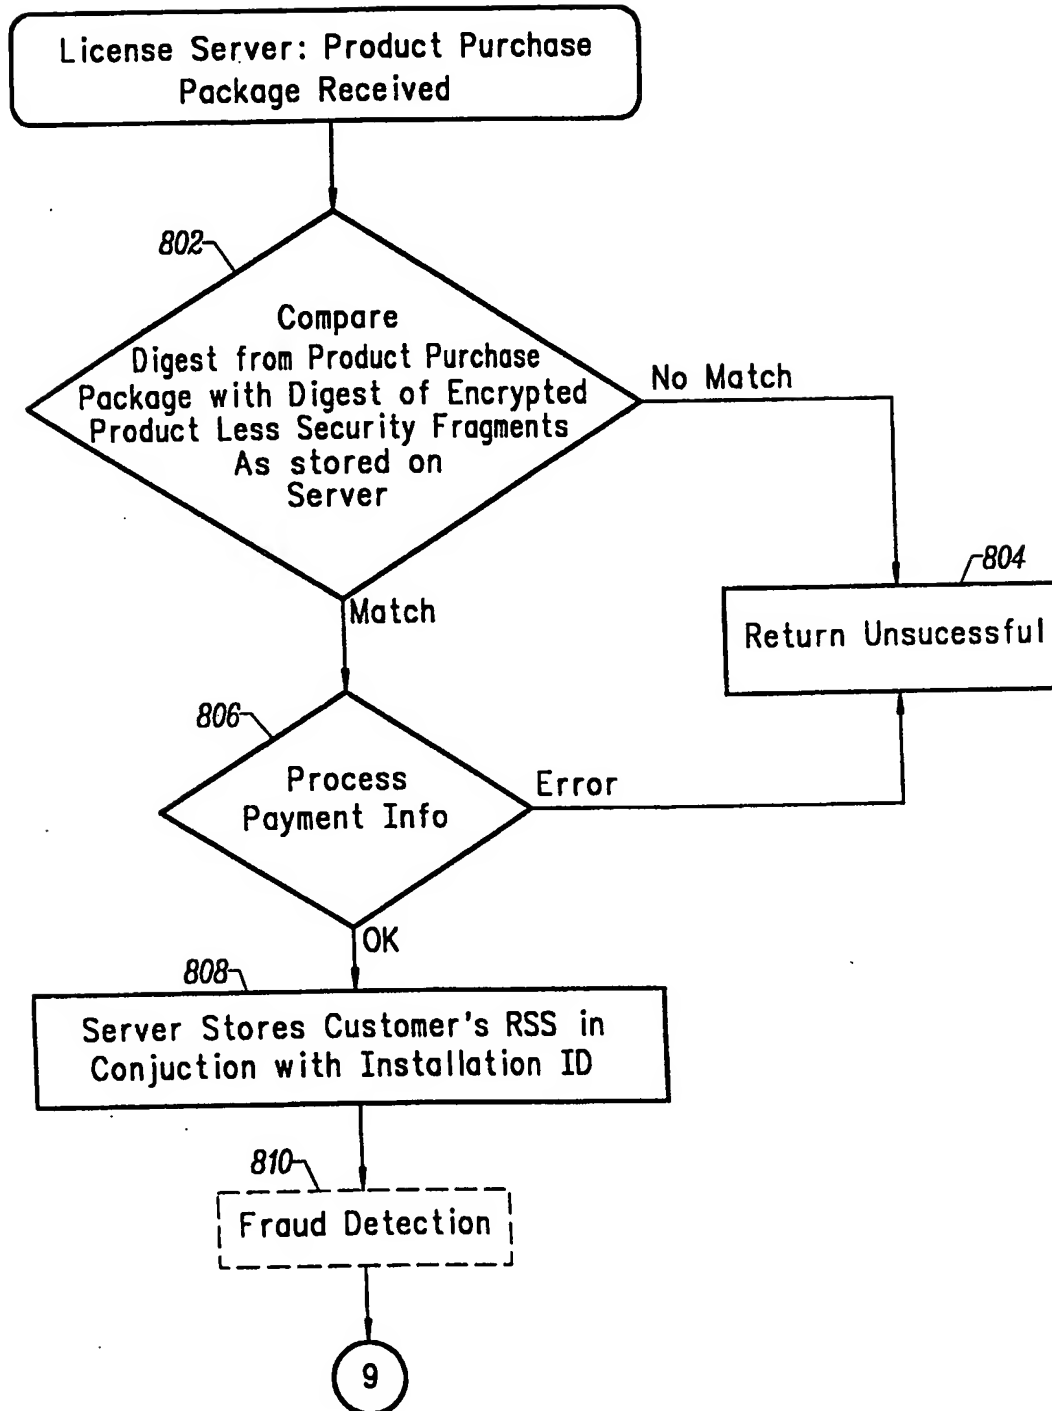 License Server: Product Purchase
Package Received
802
Compare
Digest from Product Purchase
Package with Digest of Encrypted
Product Less Security Fragments
As stored on
Server
No Match
804
Return Unsucessful
Match
806
Process
Payment Info
Error
OK
808
Server Stores Customer's RSS in
Conjuction with Installation ID
810
Fraud Detection
9